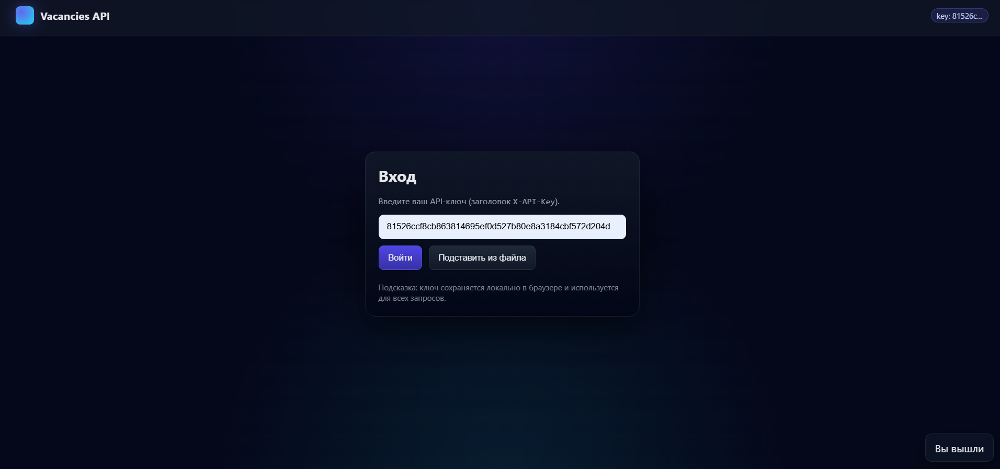 Vacancies API
key: 81526c...
Вход
Введите ваш API-ключ (заголовок X-API-Key).
81526ccf8cb863814695ef0d527b80e8a3184cbf572d204d
Войти
Подставить из файла
Подсказка: ключ сохраняется локально в браузере и используется
для всех запросов.
Вы вышли